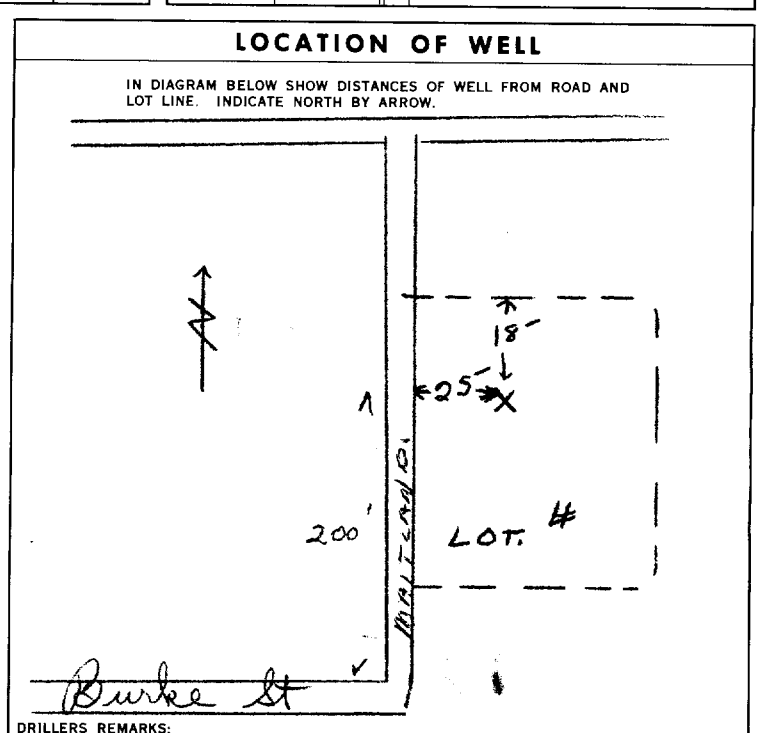 LOCATION OF WELL
IN DIAGRAM BELOW SHOW DISTANCES OF WELL FROM ROAD AND
LOT LINE. INDICATE NORTH BY ARROW.
N
18'
25'
X
200'
MAITLAND
LOT. #
Burke St
DRILLERS REMARKS: